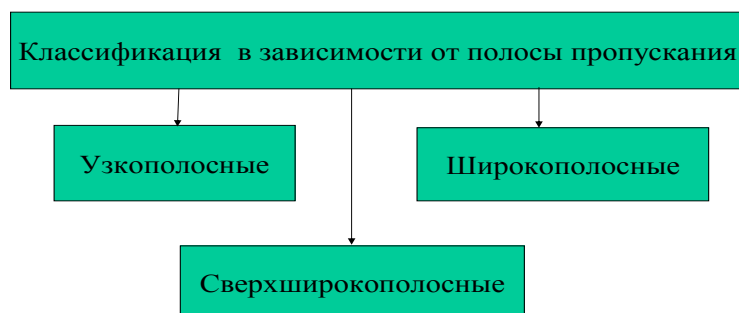 Классификация в зависимости от полосы пропускания
Узкополосные
Широкополосные
Сверхширокополосные